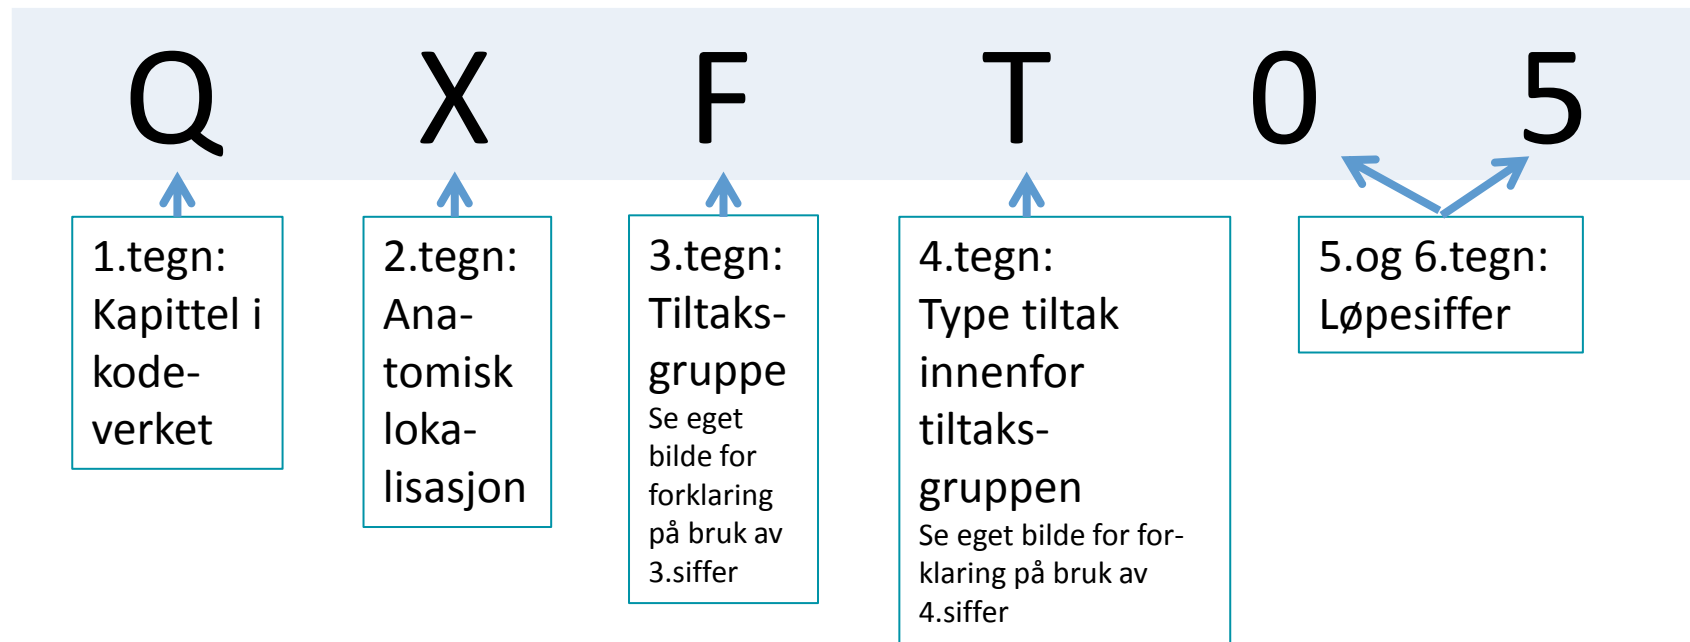 Q X F T 0 5
1.tegn:
Kapittel i
kode-
verket
2.tegn:
Ana-
tomisk
loka-
lisasjon
3.tegn:
Tiltaks-
gruppe
Se eget
bilde for
forklaring
på bruk av
3.siffer
4.tegn:
Type tiltak
innenfor
tiltaks-
gruppen
Se eget bilde for for-
klaring på bruk av
4.siffer
5.og 6.tegn:
Løpesiffer